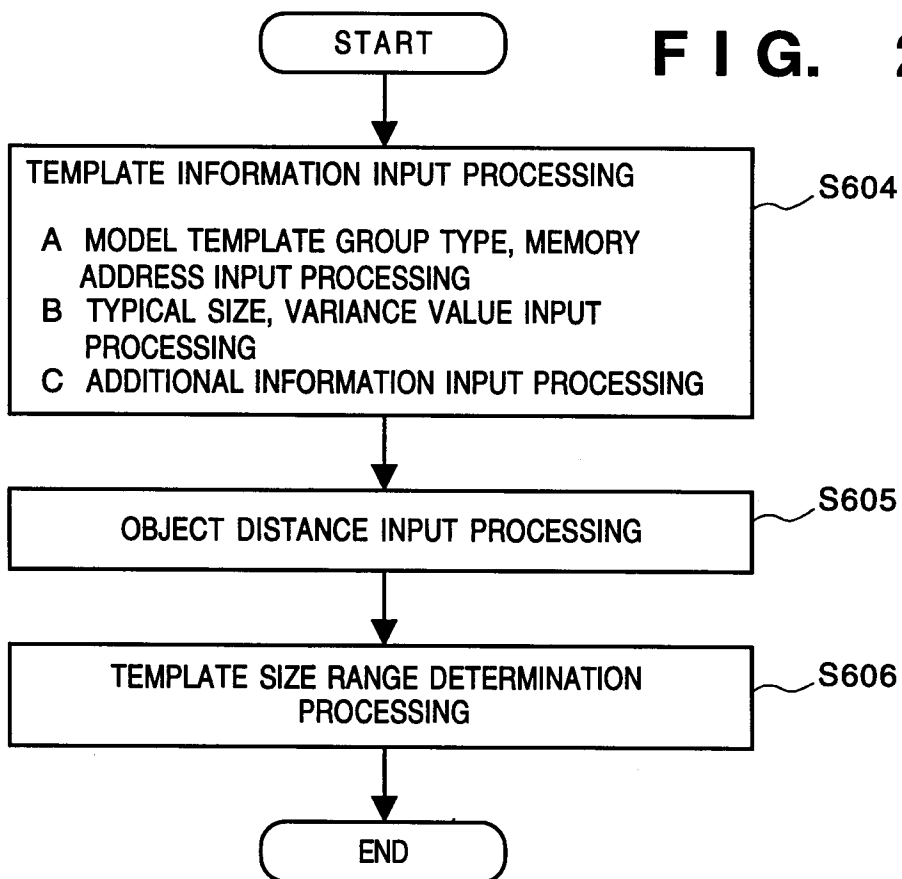 START
FIG.
TEMPLATE INFORMATION INPUT PROCESSING
A MODEL TEMPLATE GROUP TYPE, MEMORY
ADDRESS INPUT PROCESSING
B TYPICAL SIZE, VARIANCE VALUE INPUT
PROCESSING
C ADDITIONAL INFORMATION INPUT PROCESSING
S604
OBJECT DISTANCE INPUT PROCESSING
S605
TEMPLATE SIZE RANGE DETERMINATION
PROCESSING
S606
END